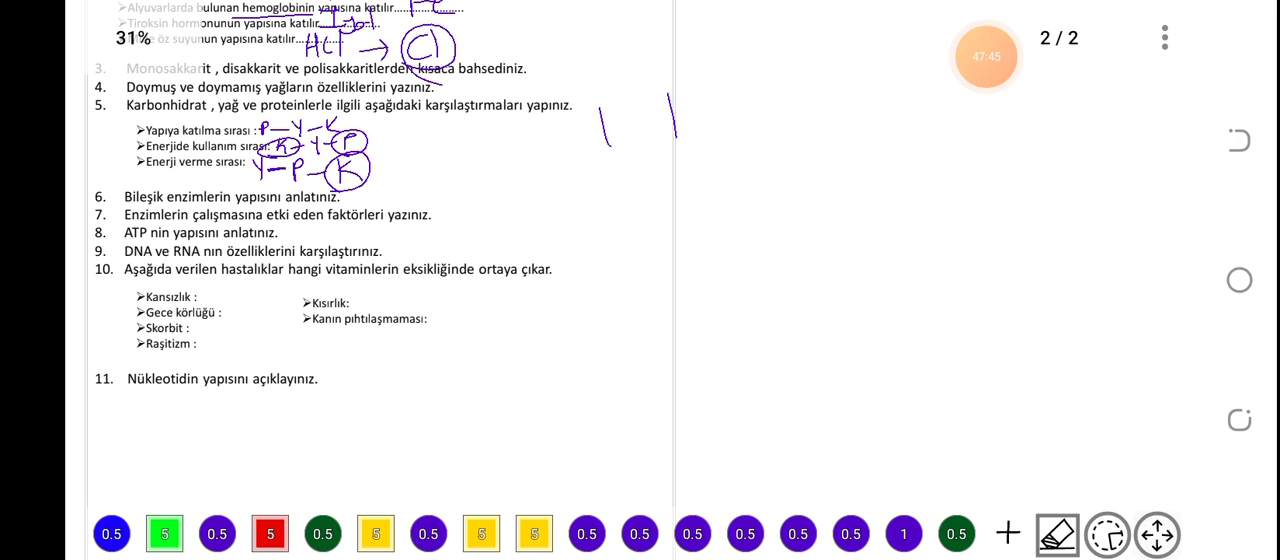 Alyuvarlarda bulunan hemoglobinin yapısına katılır.....................
Fe
Tiroksin hormonunun yapısına katılır..................
İyot
öz suyunun yapısına katılır...............
HCl → Cl
31%
2 / 2
47:45
3. Monosakkarit , disakkarit ve polisakkaritlerden kısaca bahsediniz.
4. Doymuş ve doymamış yağların özelliklerini yazınız.
5. Karbonhidrat , yağ ve proteinlerle ilgili aşağıdaki karşılaştırmaları yapınız.
➢Yapıya katılma sırası : P – Y – K
➢Enerjide kullanım sırası: K – Y – P
➢Enerji verme sırası: Y – P – K
6. Bileşik enzimlerin yapısını anlatınız.
7. Enzimlerin çalışmasına etki eden faktörleri yazınız.
8. ATP nin yapısını anlatınız.
9. DNA ve RNA nın özelliklerini karşılaştırınız.
10. Aşağıda verilen hastalıklar hangi vitaminlerin eksikliğinde ortaya çıkar.
➢Kansızlık :
➢Gece körlüğü :
➢Skorbit :
➢Raşitizm :
➢Kısırlık:
➢Kanın pıhtılaşmaması:
11. Nükleotidin yapısını açıklayınız.
0.5 5 0.5 5 0.5 5 0.5 5 5 0.5 0.5 0.5 0.5 0.5 0.5 1 0.5